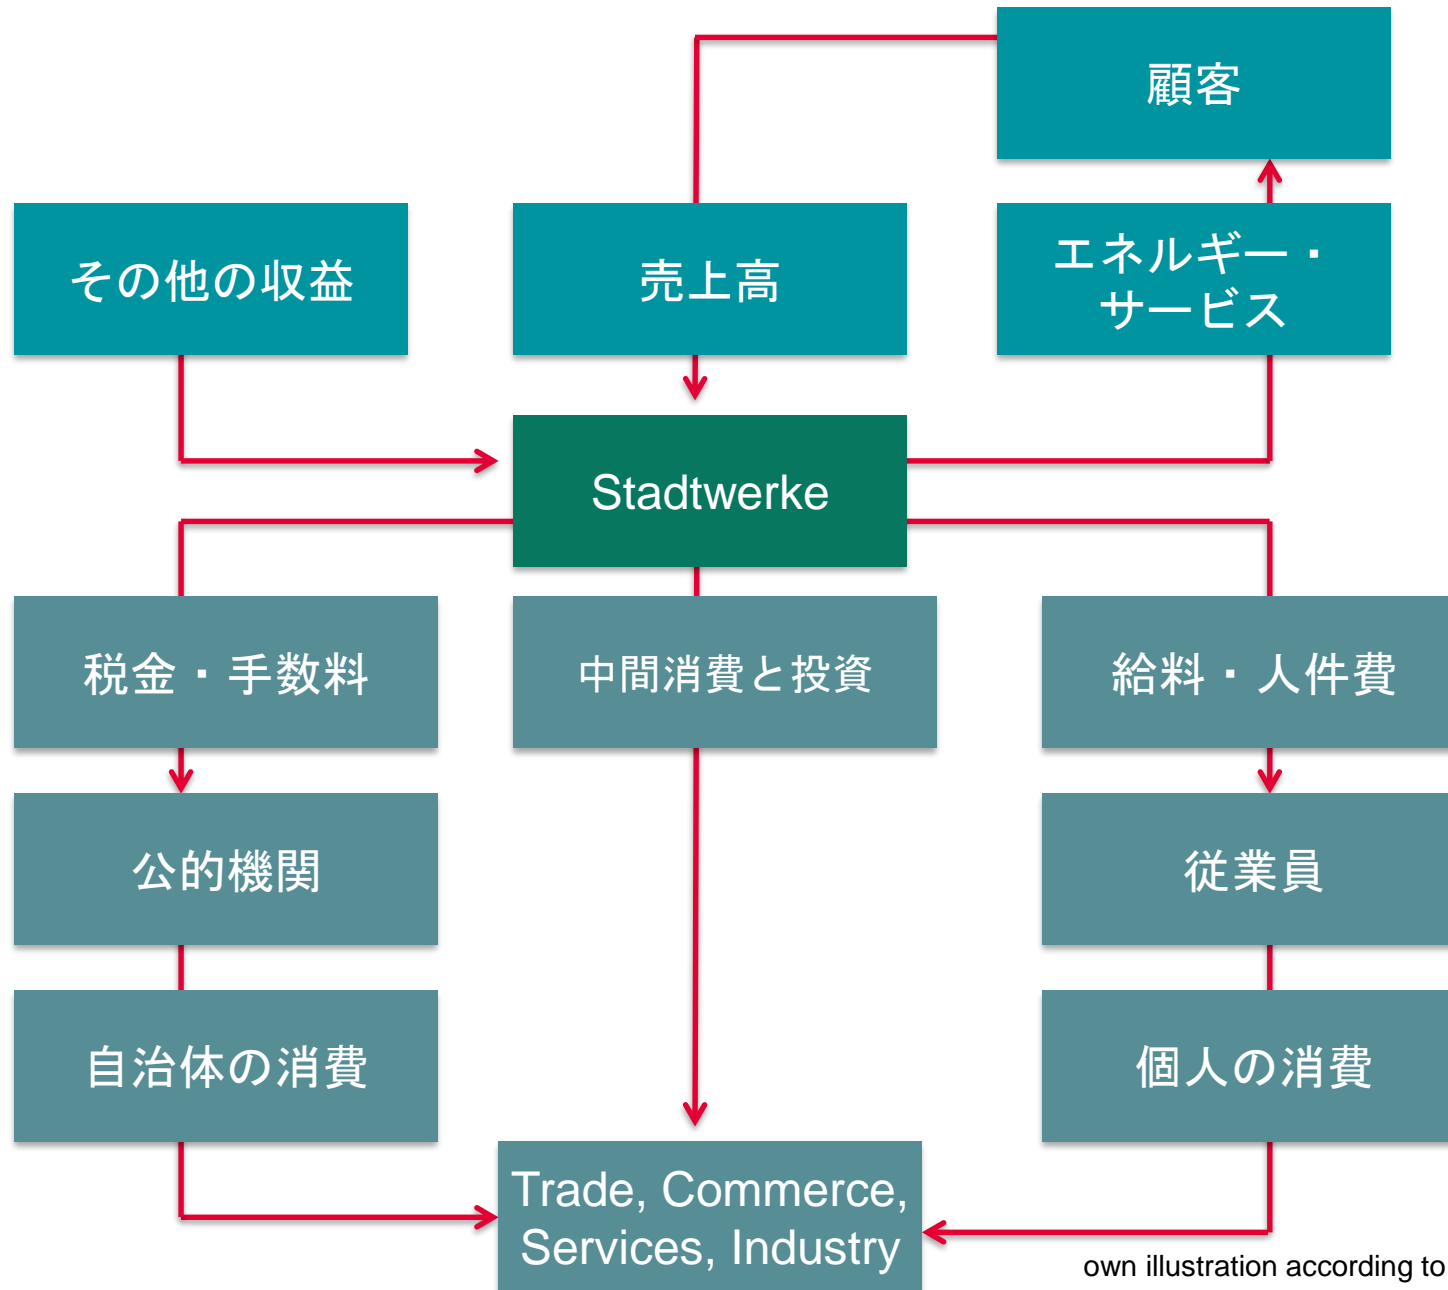 顧客
その他の収益
売上高
エネルギー・
サービス
Stadtwerke
税金・手数料
中間消費と投資
給料・人件費
公的機関
従業員
自治体の消費
個人の消費
Trade, Commerce,
Services, Industry
own illustration according to